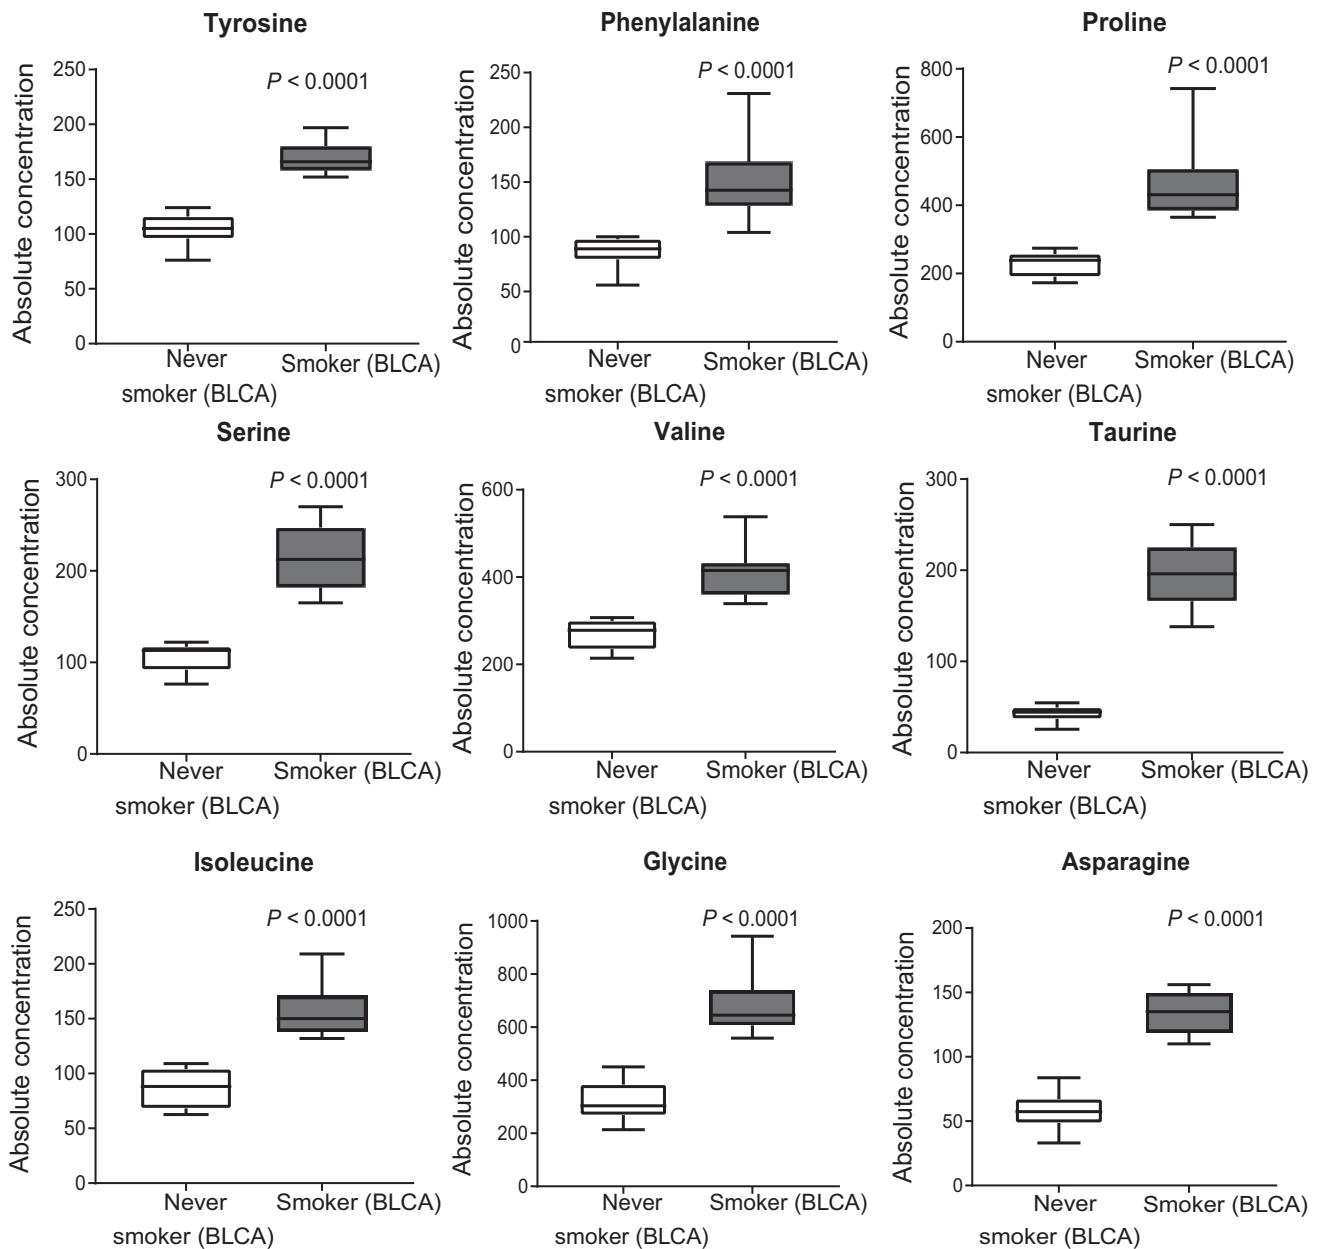 Tyrosine
Absolute concentration
250
200
150
100
50
0
P < 0.0001
Never
smoker (BLCA)
Smoker (BLCA)
Phenylalanine
Absolute concentration
250
200
150
100
50
0
P < 0.0001
Never
smoker (BLCA)
Smoker (BLCA)
Proline
Absolute concentration
800
600
400
200
0
P < 0.0001
Never
smoker (BLCA)
Smoker (BLCA)
Serine
Absolute concentration
300
200
100
0
P < 0.0001
Never
smoker (BLCA)
Smoker (BLCA)
Valine
Absolute concentration
600
400
200
0
P < 0.0001
Never
smoker (BLCA)
Smoker (BLCA)
Taurine
Absolute concentration
300
200
100
0
P < 0.0001
Never
smoker (BLCA)
Smoker (BLCA)
Isoleucine
Absolute concentration
250
200
150
100
50
0
P < 0.0001
Never
smoker (BLCA)
Smoker (BLCA)
Glycine
Absolute concentration
1000
800
600
400
200
0
P < 0.0001
Never
smoker (BLCA)
Smoker (BLCA)
Asparagine
Absolute concentration
200
150
100
50
0
P < 0.0001
Never
smoker (BLCA)
Smoker (BLCA)